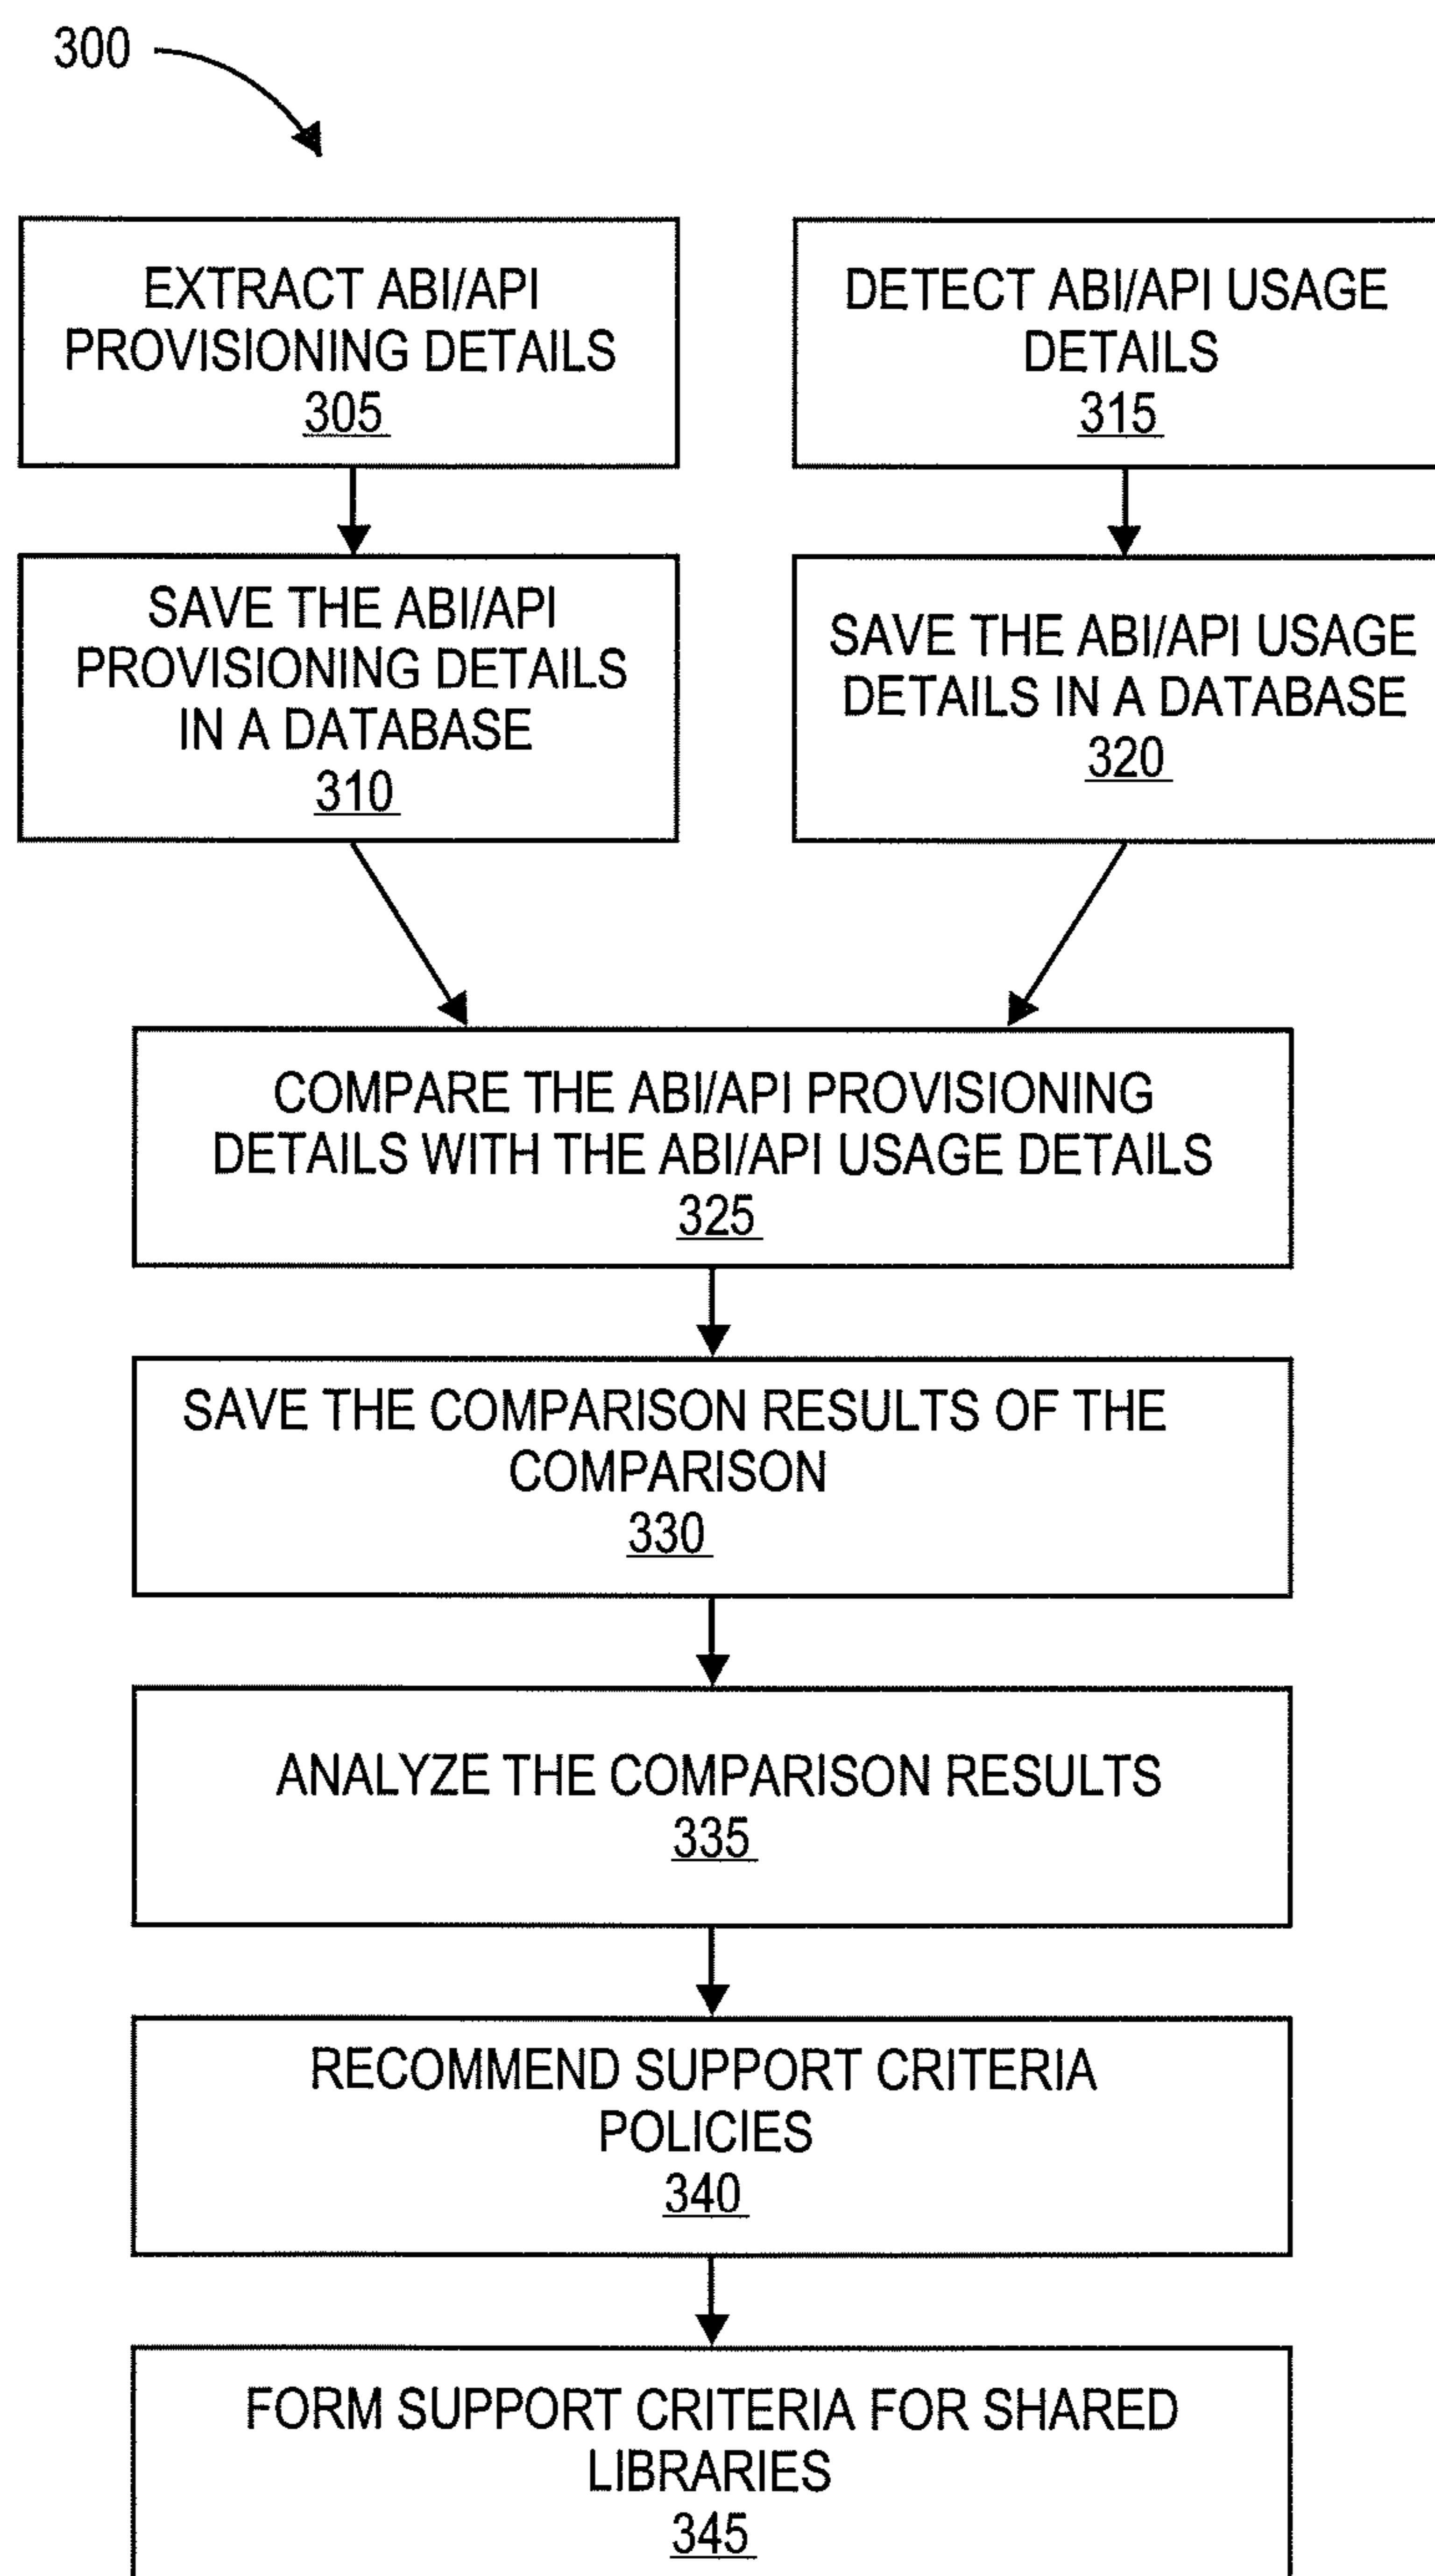 300
EXTRACT ABI/API
PROVISIONING DETAILS
305
DETECT ABI/API USAGE
DETAILS
315
SAVE THE ABI/API
PROVISIONING DETAILS
IN A DATABASE
310
SAVE THE ABI/API USAGE
DETAILS IN A DATABASE
320
COMPARE THE ABI/API PROVISIONING
DETAILS WITH THE ABI/API USAGE DETAILS
325
SAVE THE COMPARISON RESULTS OF THE
COMPARISON
330
ANALYZE THE COMPARISON RESULTS
335
RECOMMEND SUPPORT CRITERIA
POLICIES
340
FORM SUPPORT CRITERIA FOR SHARED
LIBRARIES
345